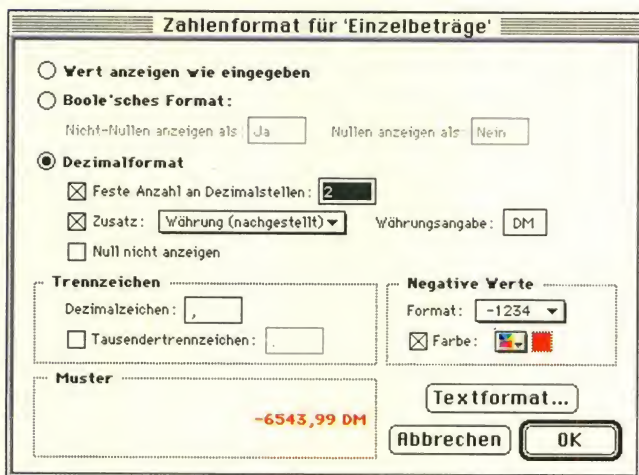 Zahlenformat für 'Einzelbeträge'
Wert anzeigen wie eingegeben
Boole'sches Format:
Nicht-Nullen anzeigen als: Ja Nullen anzeigen als: Nein
Dezimalformat
Feste Anzahl an Dezimalstellen: 2
Zusatz: Währung (nachgestellt) Währungsangabe: DM
Null nicht anzeigen
Trennzeichen
Dezimalzeichen: ,
Tausendertrennzeichen: .
Negative Werte
Format: -1234
Farbe:
Muster
-6543,99 DM
Textformat...
Abbrechen OK